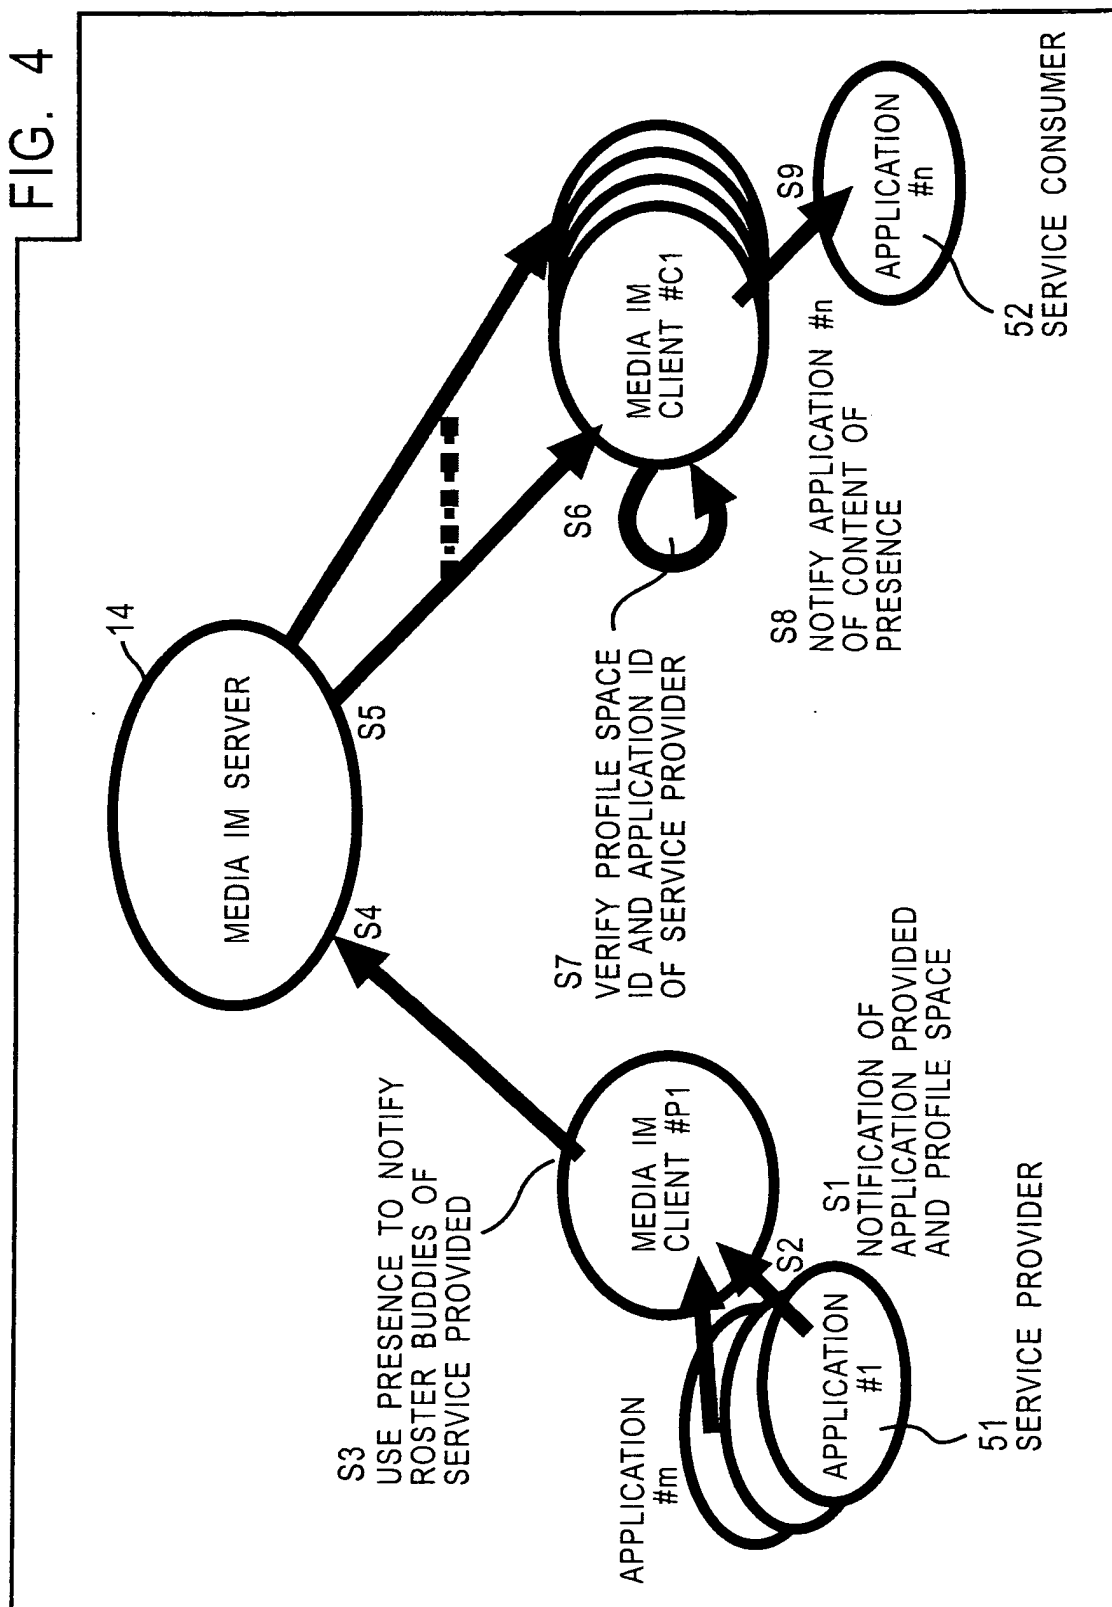 FIG. 4
14
MEDIA IM SERVER
S4
S5
S3
USE PRESENCE TO NOTIFY
ROSTER BUDDIES OF
SERVICE PROVIDED
MEDIA IM
CLIENT #P1
S6
MEDIA IM
CLIENT #C1
S7
VERIFY PROFILE SPACE
ID AND APPLICATION ID
OF SERVICE PROVIDER
S2
S1
NOTIFICATION OF
APPLICATION PROVIDED
AND PROFILE SPACE
APPLICATION
#m
APPLICATION
#1
51
SERVICE PROVIDER
S8
NOTIFY APPLICATION #n
OF CONTENT OF
PRESENCE
S9
APPLICATION
#n
52
SERVICE CONSUMER